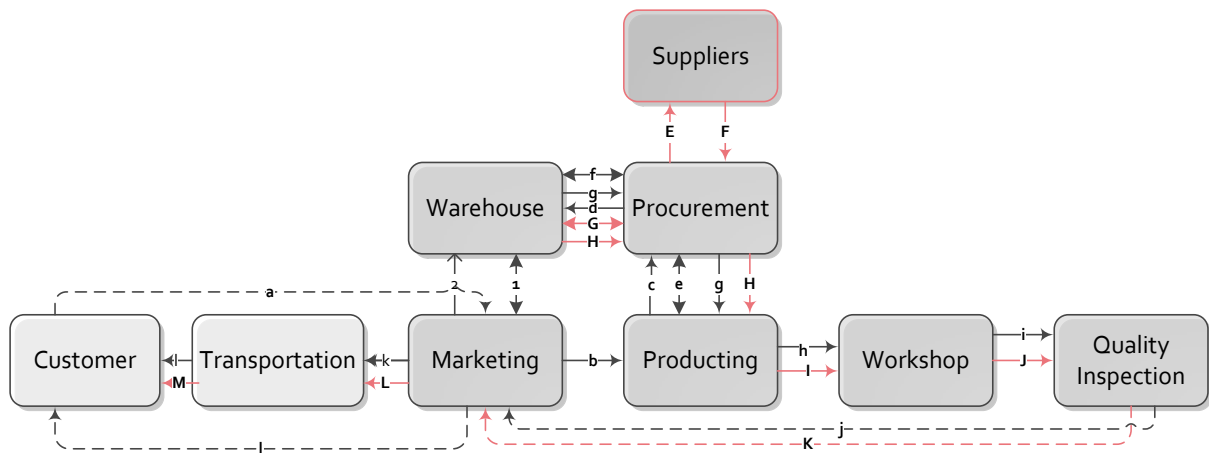 Suppliers
E
F
Warehouse
f
g
d
G
H
Procurement
2
1
c
e
g
H
a
Customer
l
M
Transportation
k
L
Marketing
b
Producting
h
I
Workshop
i
J
Quality
Inspection
j
K
l